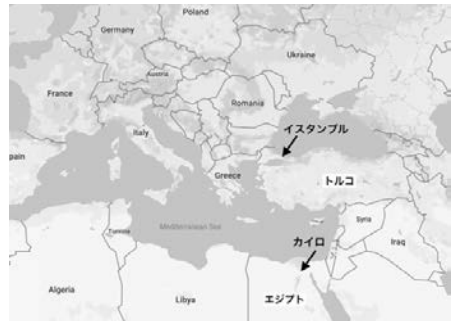 Poland
Germany
Ukraine
Austria
France
Romania
イスタンブル
Italy
pain
Greece
トルコ
Tunisia
Mediterranean Sea
Syria
カイロ
Iraq
Algeria
Libya
エジプト